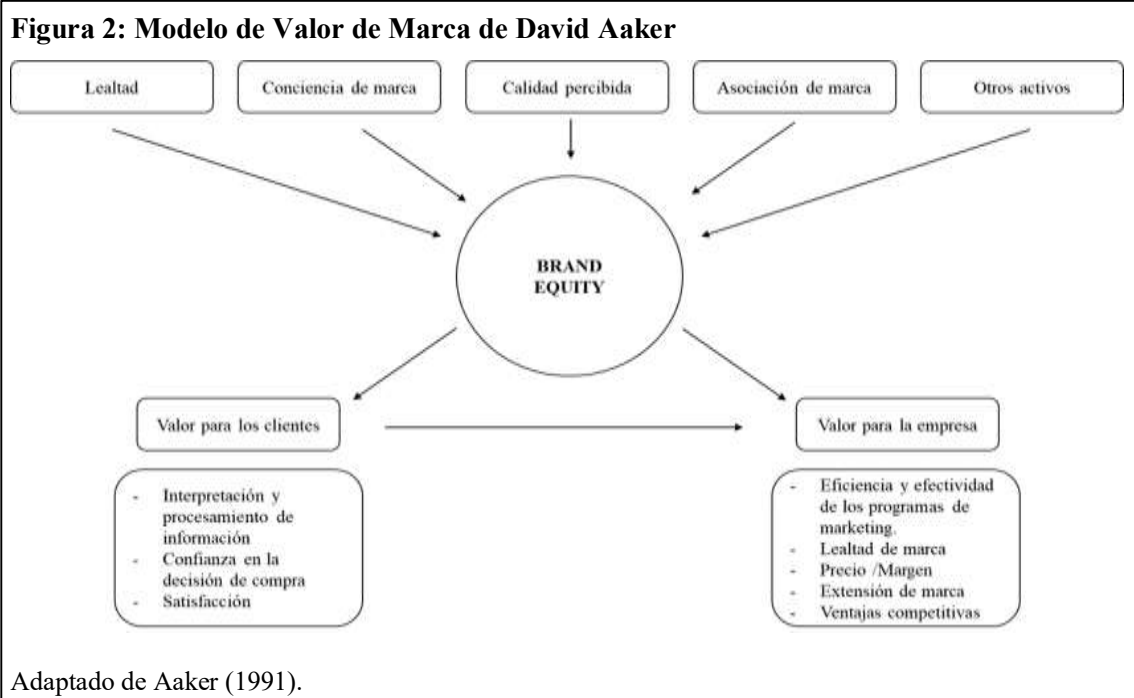 Figura 2: Modelo de Valor de Marca de David Aaker
Lealtad
Conciencia de marca
Calidad percibida
Asociación de marca
Otros activos
BRAND
EQUITY
Valor para los clientes
Valor para la empresa
- Interpretación y
procesamiento de
información
- Confianza en la
decisión de compra
- Satisfacción
- Eficiencia y efectividad
de los programas de
marketing.
- Lealtad de marca
- Precio /Margen
- Extensión de marca
- Ventajas competitivas
Adaptado de Aaker (1991).